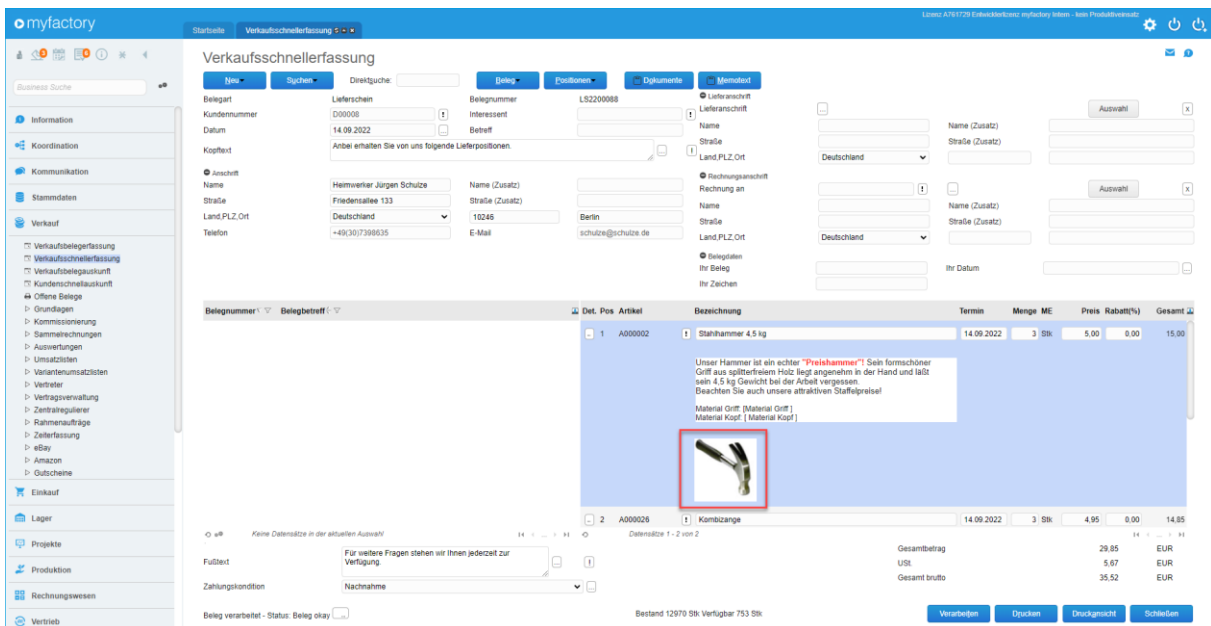 myfactory
Lizenz A761729 Entwicklerlizenz myfactory Intern - kein Produktiveinsatz
Startseite
Verkaufsschnellerfassung
Business Suche
Information
Koordination
Kommunikation
Stammdaten
Verkauf
Verkaufsbelegerfassung
Verkaufsschnellerfassung
Verkaufsbelegauskunft
Kundenschnellauskunft
Offene Belege
Grundlagen
Kommissionierung
Sammelrechnungen
Auswertungen
Umsatzlisten
Variantenumsatzlisten
Vertreter
Vertragsverwaltung
Zentralregulierer
Rahmenaufträge
Zeiterfassung
eBay
Amazon
Gutscheine
Einkauf
Lager
Projekte
Produktion
Rechnungswesen
Vertrieb
Verkaufsschnellerfassung
Neu Suchen Direktsuche: Beleg Positionen Dokumente Memotext
Belegart Lieferschein Belegnummer LS2200088
Kundennummer D00008 Interessent
Datum 14.09.2022 Betreff
Kopftext Anbei erhalten Sie von uns folgende Lieferpositionen.
Anschrift
Name Heimwerker Jürgen Schulze Name (Zusatz)
Straße Friedensallee 133 Straße (Zusatz)
Land,PLZ,Ort Deutschland 10246 Berlin
Telefon +49(30)7398635 E-Mail schulze@schulze.de
Lieferanschrift
Lieferanschrift ... Auswahl x
Name Name (Zusatz)
Straße Straße (Zusatz)
Land,PLZ,Ort Deutschland
Rechnungsanschrift
Rechnung an ... Auswahl x
Name Name (Zusatz)
Straße Straße (Zusatz)
Land,PLZ,Ort Deutschland
Belegdaten
Ihr Beleg Ihr Datum
Ihr Zeichen
Belegnummer Belegbetreff
Det. Pos Artikel Bezeichnung Termin Menge ME Preis Rabatt(%) Gesamt
1 A000002 Stahlhammer 4,5 kg 14.09.2022 3 Stk 5,00 0,00 15,00
Unser Hammer ist ein echter "Preishammer"! Sein formschöner
Griff aus splitterfreiem Holz liegt angenehm in der Hand und läßt
sein 4,5 kg Gewicht bei der Arbeit vergessen.
Beachten Sie auch unsere attraktiven Staffelpreise!
Material Griff: [Material Griff ]
Material Kopf: [ Material Kopf ]
2 A000026 Kombizange 14.09.2022 3 Stk 4,95 0,00 14,85
Keine Datensätze in der aktuellen Auswahl
Datensätze 1 - 2 von 2
Fußtext Für weitere Fragen stehen wir Ihnen jederzeit zur
Verfügung.
Zahlungskondition Nachnahme
Gesamtbetrag 29,85 EUR
USt. 5,67 EUR
Gesamt brutto 35,52 EUR
Beleg verarbeitet - Status: Beleg okay ...
Bestand 12970 Stk Verfügbar 753 Stk
Verarbeiten Drucken Druckansicht Schließen